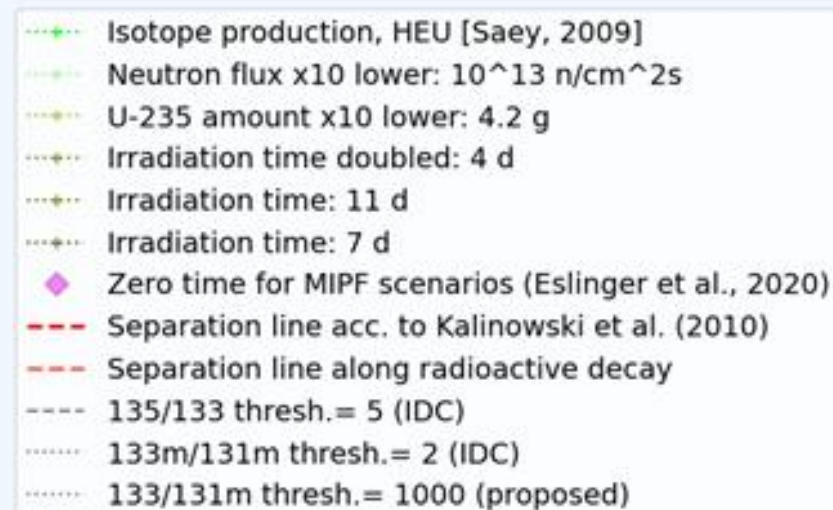 Isotope production, HEU [Saey, 2009]
Neutron flux x10 lower: 10^13 n/cm^2s
U-235 amount x10 lower: 4.2 g
Irradiation time doubled: 4 d
Irradiation time: 11 d
Irradiation time: 7 d
Zero time for MIPF scenarios (Eslinger et al., 2020)
Separation line acc. to Kalinowski et al. (2010)
Separation line along radioactive decay
135/133 thresh.= 5 (IDC)
133m/131m thresh.= 2 (IDC)
133/131m thresh.= 1000 (proposed)